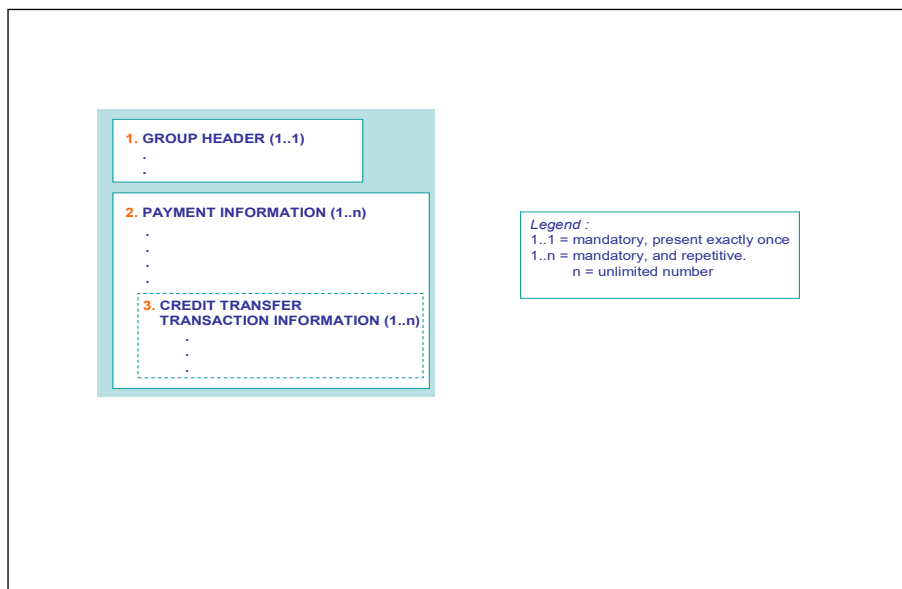 1. GROUP HEADER (1..1)
.
.
2. PAYMENT INFORMATION (1..n)
.
.
.
.
3. CREDIT TRANSFER
TRANSACTION INFORMATION (1..n)
.
.
.
Legend :
1..1 = mandatory, present exactly once
1..n = mandatory, and repetitive.
n = unlimited number